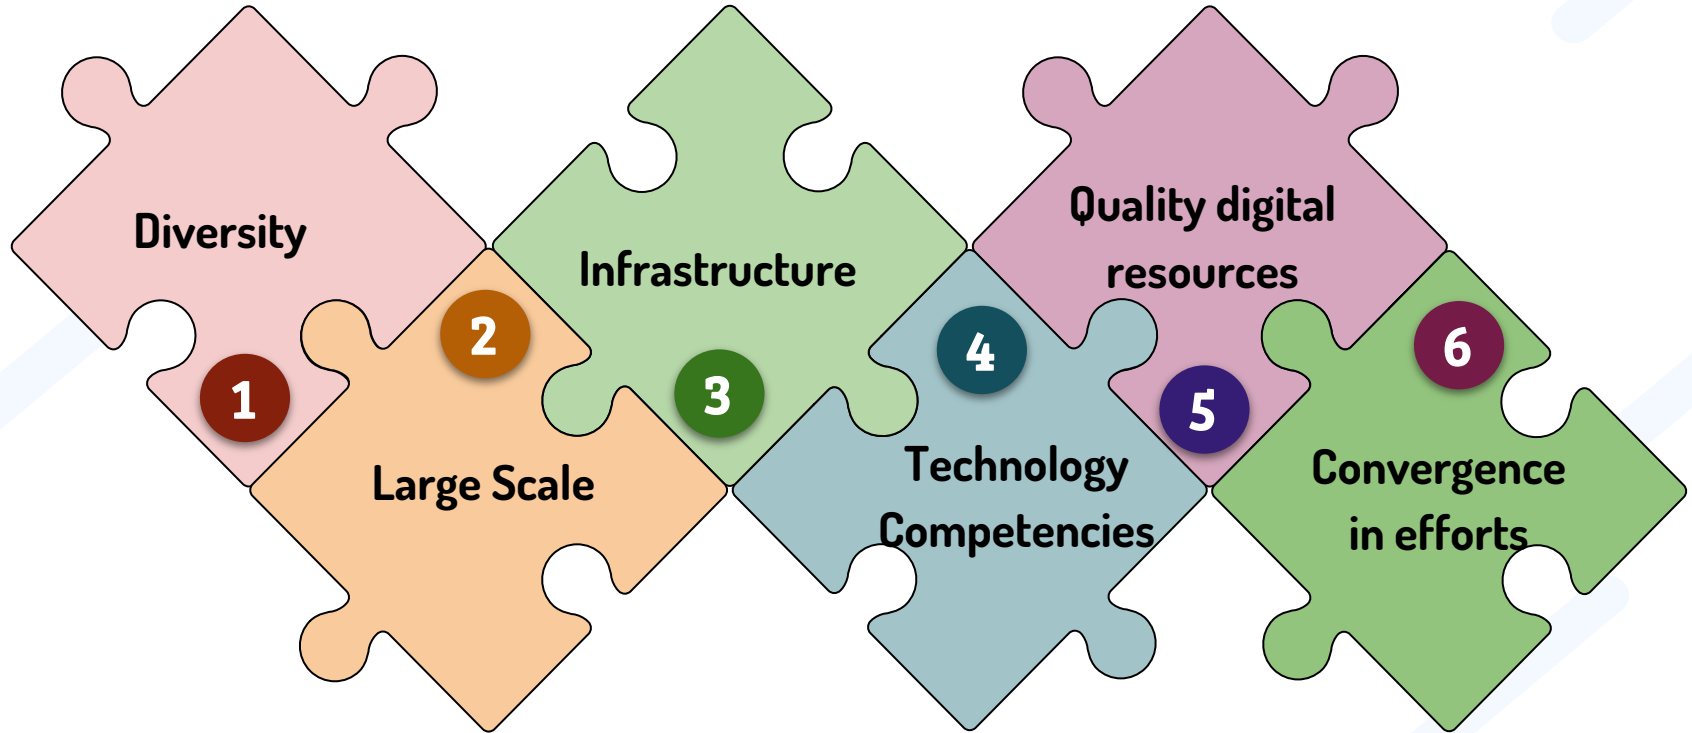 Diversity
1
Large Scale
2
Infrastructure
3
Technology
Competencies
4
Quality digital
resources
5
Convergence
in efforts
6